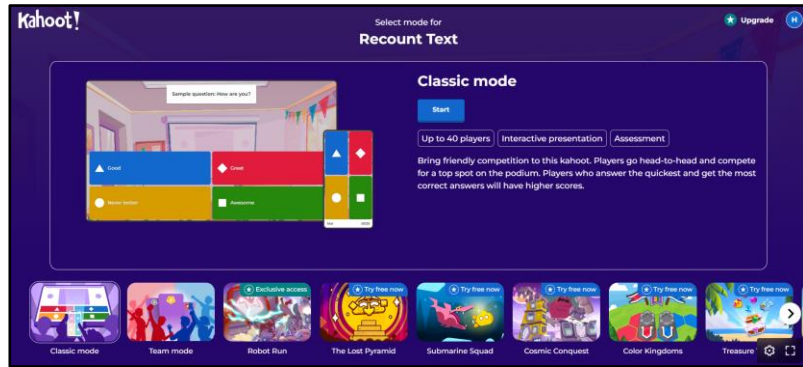 Kahoot!
Select mode for
Recount Text
Upgrade
H
Sample question: How are you?
Good
Great
Never better
Awesome
Classic mode
Start
Up to 40 players
Interactive presentation
Assessment
Bring friendly competition to this kahoot. Players go head-to-head and compete
for a top spot on the podium. Players who answer the quickest and get the most
correct answers will have higher scores.
Exclusive access
Try free now
Try free now
Try free now
Try free now
Try free now
Classic mode
Team mode
Robot Run
The Lost Pyramid
Submarine Squad
Cosmic Conquest
Color Kingdoms
Treasure